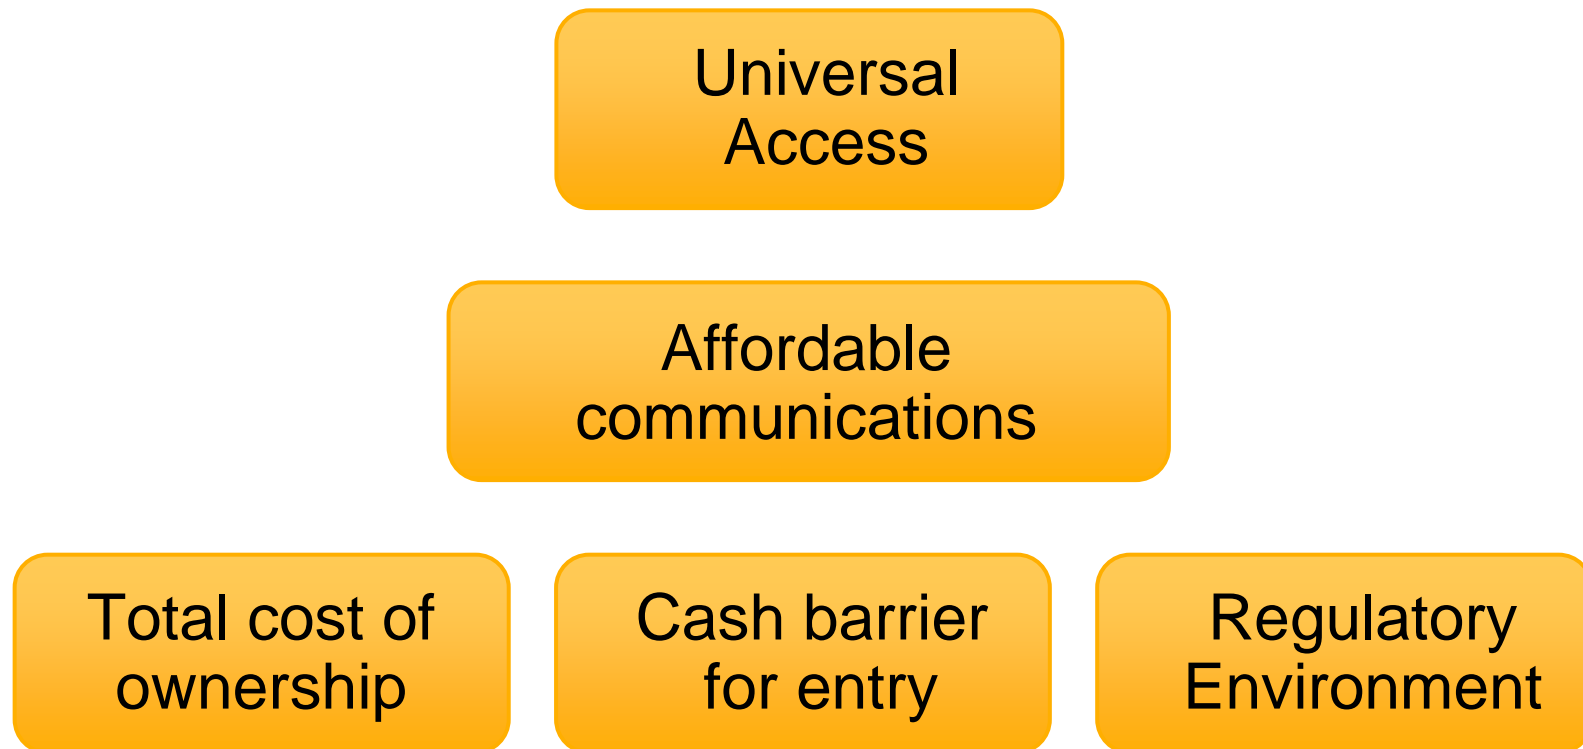 Universal
Access
Affordable
communications
Total cost of
ownership
Cash barrier
for entry
Regulatory
Environment